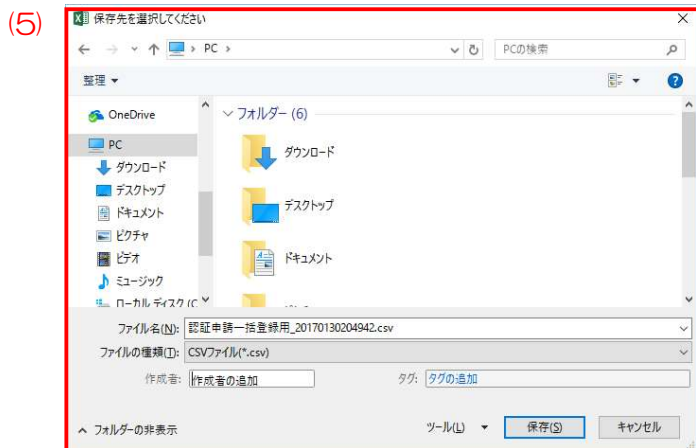 (5)
保存先を選択してください
PC
PCの検索
整理
OneDrive
PC
ダウンロード
デスクトップ
ドキュメント
ピクチャ
ビデオ
ミュージック
ローカル ディスク (C
フォルダー (6)
ダウンロード
デスクトップ
ドキュメント
ファイル名(N): 認証申請一括登録用_20170130204942.csv
ファイルの種類(T): CSVファイル(*.csv)
作成者: 作成者の追加 タグ: タグの追加
フォルダーの非表示 ツール(L) 保存(S) キャンセル